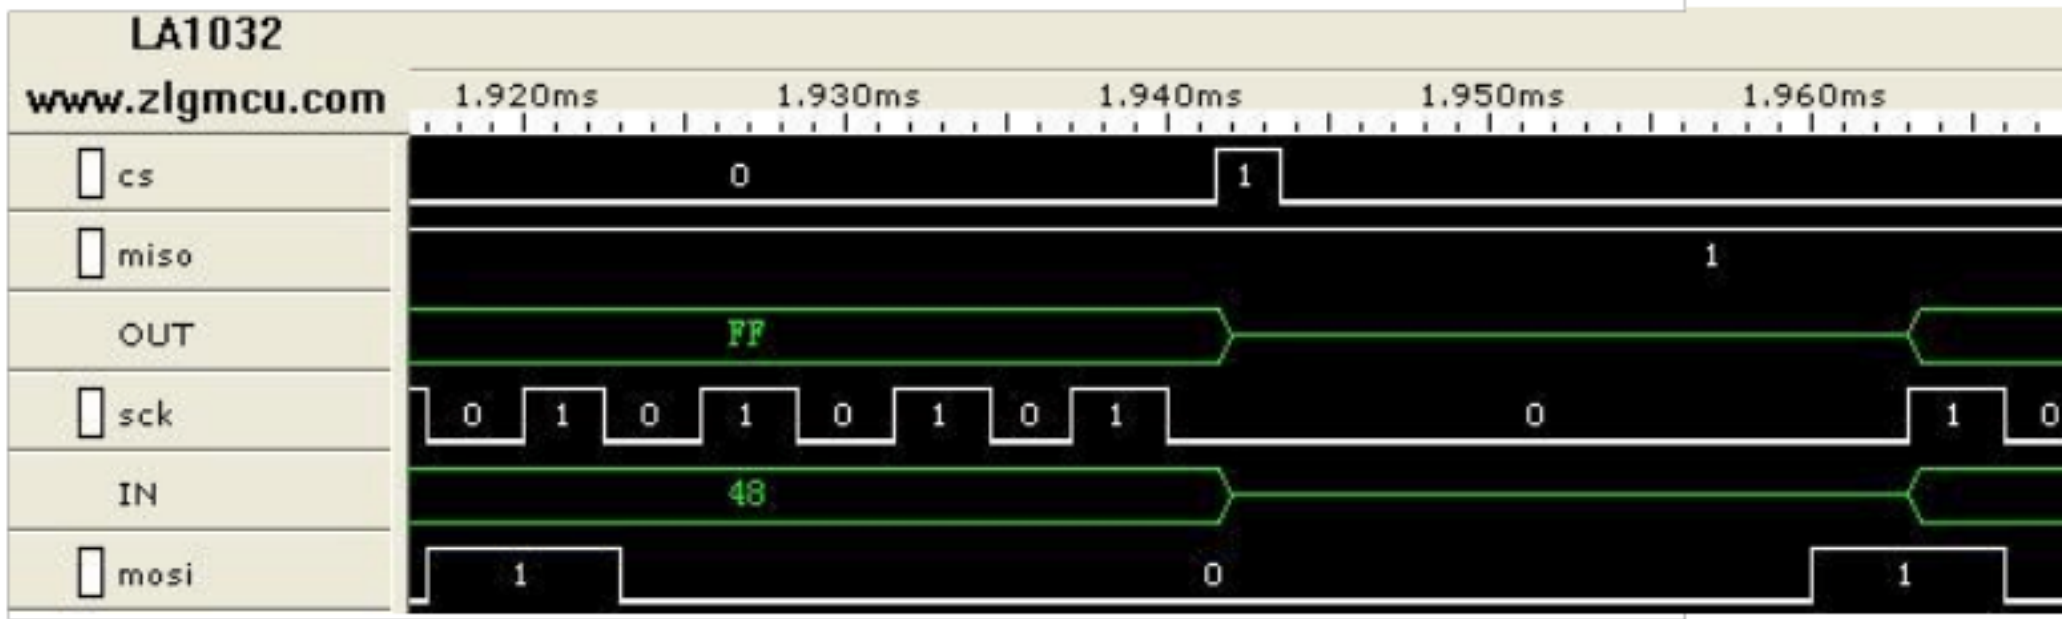 LA1032
www.zlgmcu.com 1.920ms 1.930ms 1.940ms 1.950ms 1.960ms
cs 0 1
miso 1
OUT FF
sck 0 1 0 1 0 1 0 1 0 1 0
IN 48
mosi 1 0 1